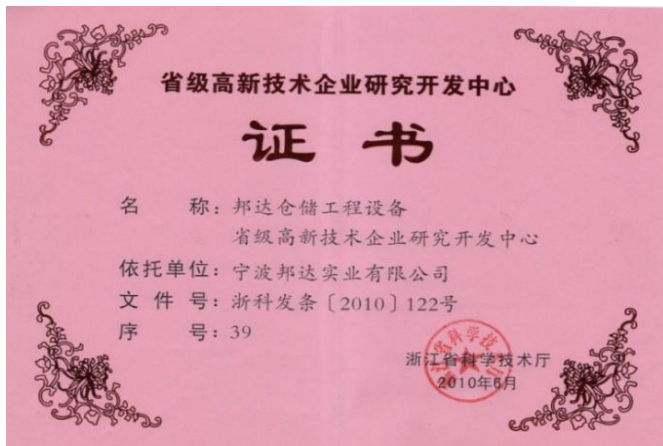 省级高新技术企业研究开发中心
证书
名 称：邦达仓储工程设备
省级高新技术企业研究开发中心
依托单位：宁波邦达实业有限公司
文 件 号：浙科发条〔2010〕122号
序 号：39
浙江省科学技术厅
2010年6月